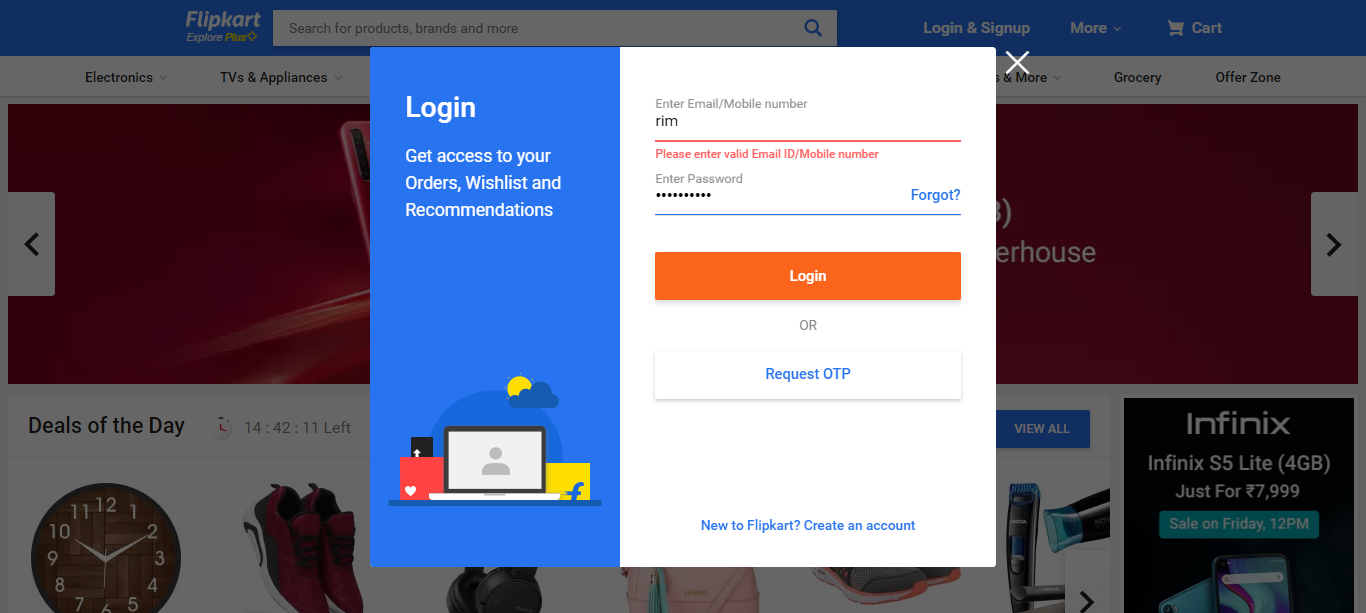 Flipkart
Explore Plus
Search for products, brands and more
Login & Signup
More
Cart
Electronics
TVs & Appliances
s & More
Grocery
Offer Zone
Login
Get access to your
Orders, Wishlist and
Recommendations
Enter Email/Mobile number
rim
Please enter valid Email ID/Mobile number
Enter Password
••••••••••
Forgot?
Login
OR
Request OTP
New to Flipkart? Create an account
3)
erhouse
Deals of the Day
14 : 42 : 11 Left
VIEW ALL
12
11
1
10
2
9
3
8
4
7
5
6
Infinix
Infinix S5 Lite (4GB)
Just For ₹7,999
Sale on Friday, 12PM